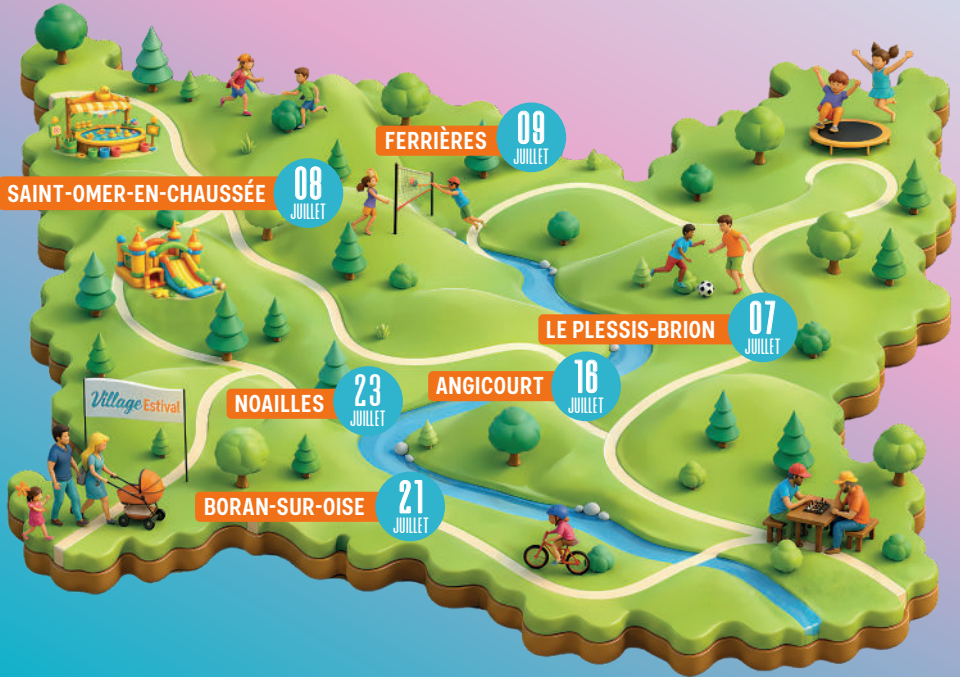 FERRIÈRES
09
JUILLET
SAINT-OMER-EN-CHAUSSÉE
08
JUILLET
LE PLESSIS-BRION
07
JUILLET
ANGICOURT
16
JUILLET
NOAILLES
23
JUILLET
Village Estival
BORAN-SUR-OISE
21
JUILLET